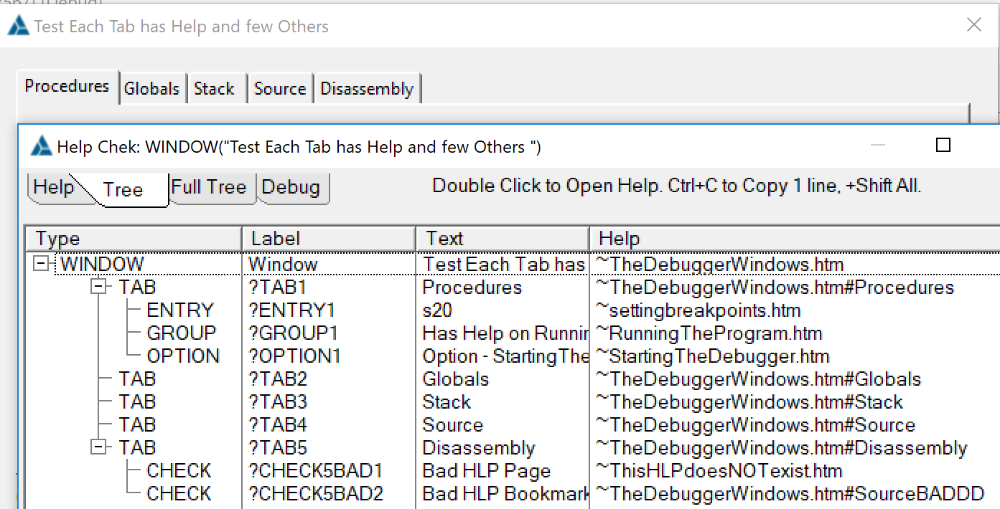 Test Each Tab has Help and few Others
Procedures Globals Stack Source Disassembly
Help Chek: WINDOW("Test Each Tab has Help and few Others ")
Help Tree Full Tree Debug Double Click to Open Help. Ctrl+C to Copy 1 line, +Shift All.
Type Label Text Help
WINDOW Window Test Each Tab has ~TheDebuggerWindows.htm
TAB ?TAB1 Procedures ~TheDebuggerWindows.htm#Procedures
ENTRY ?ENTRY1 s20 ~settingbreakpoints.htm
GROUP ?GROUP1 Has Help on Runnin ~RunningTheProgram.htm
OPTION ?OPTION1 Option - StartingThe ~StartingTheDebugger.htm
TAB ?TAB2 Globals ~TheDebuggerWindows.htm#Globals
TAB ?TAB3 Stack ~TheDebuggerWindows.htm#Stack
TAB ?TAB4 Source ~TheDebuggerWindows.htm#Source
TAB ?TAB5 Disassembly ~TheDebuggerWindows.htm#Disassembly
CHECK ?CHECK5BAD1 Bad HLP Page ~ThisHLPdoesNOTexist.htm
CHECK ?CHECK5BAD2 Bad HLP Bookmark ~TheDebuggerWindows.htm#SourceBADDD